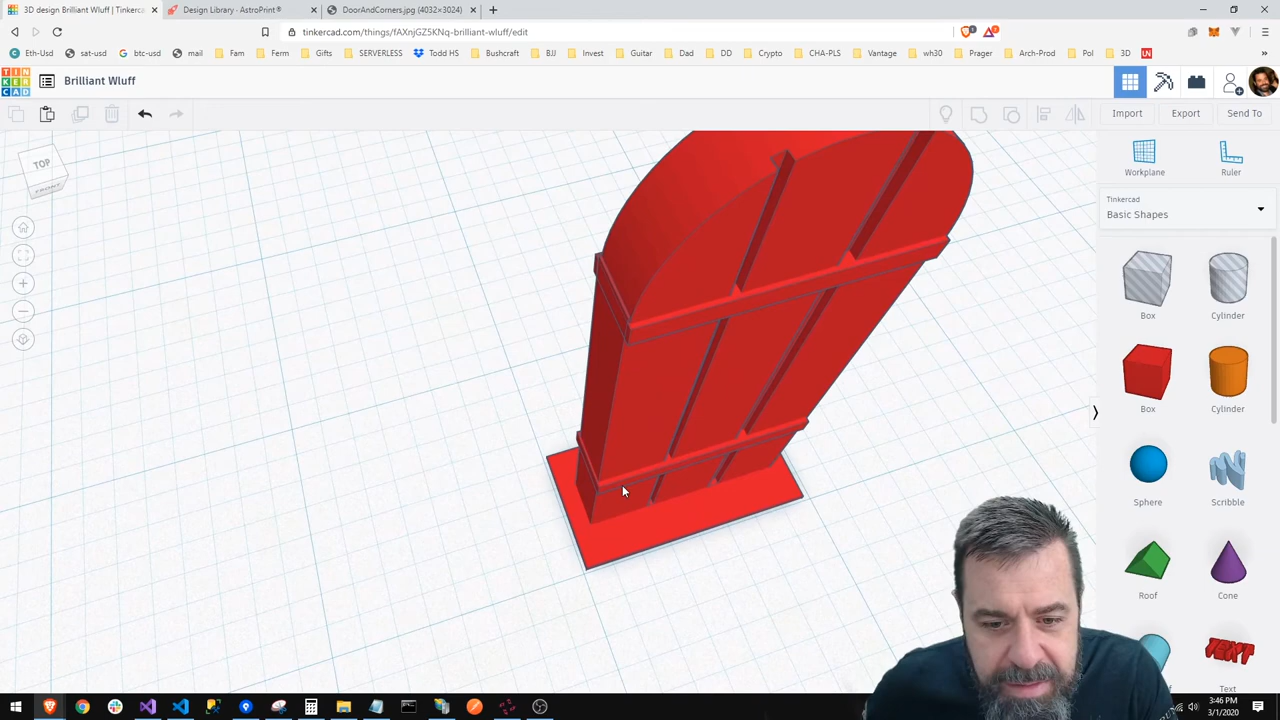 3D design Brilliant Wluff | Tinkerca
Design Library - AstroPrint®
DoorAndCorners.jpg (4032×3024)
tinkercad.com/things/fAXnjGZ5KNq-brilliant-wluff/edit
Eth-Usd
sat-usd
btc-usd
mail
Fam
Ferm
Gifts
SERVERLESS
Todd HS
Bushcraft
BJJ
Invest
Guitar
Dad
DD
Crypto
CHA-PLS
Vantage
wh30
Prager
Arch-Prod
Pol
3D
TIN
KER
CAD
Brilliant Wluff
Import
Export
Send To
TOP
Workplane
Ruler
Tinkercad
Basic Shapes
Box
Cylinder
Box
Cylinder
Sphere
Scribble
Roof
Cone
TEXT
Text
3:46 PM
3/1/2020